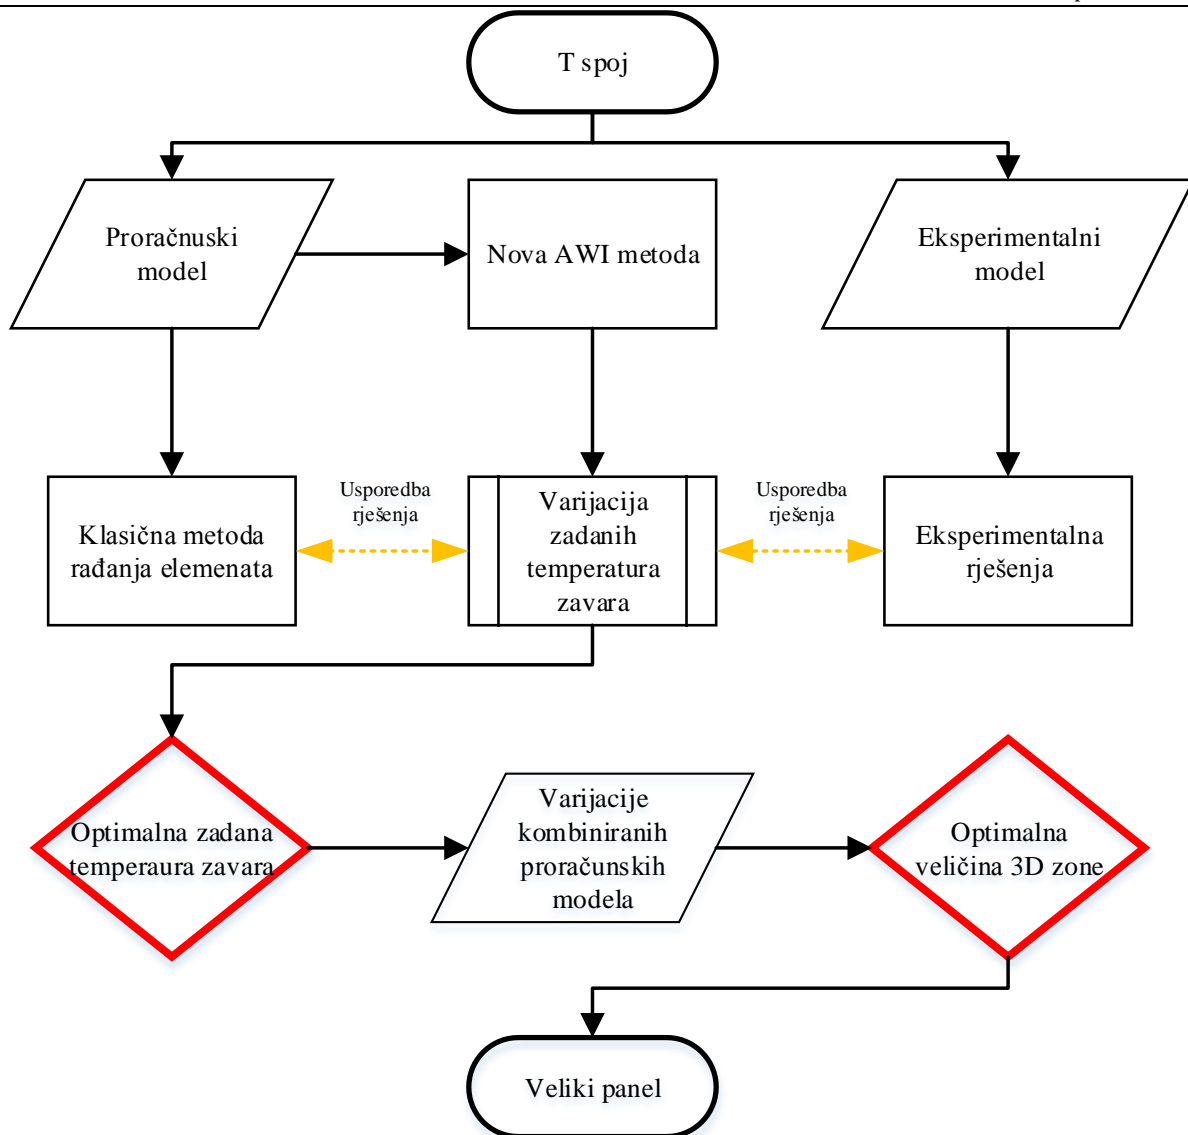 T spoj
Proračnuski
model
Nova AWI metoda
Eksperimentalni
model
Klasična metoda
rađanja elemenata
Usporedba
rješenja
Varijacija
zadanih
temperatura
zavara
Usporedba
rješenja
Eksperimentalna
rješenja
Optimalna zadana
temperaura zavara
Varijacije
kombiniranih
proračunskih
modela
Optimalna
veličina 3D zone
Veliki panel